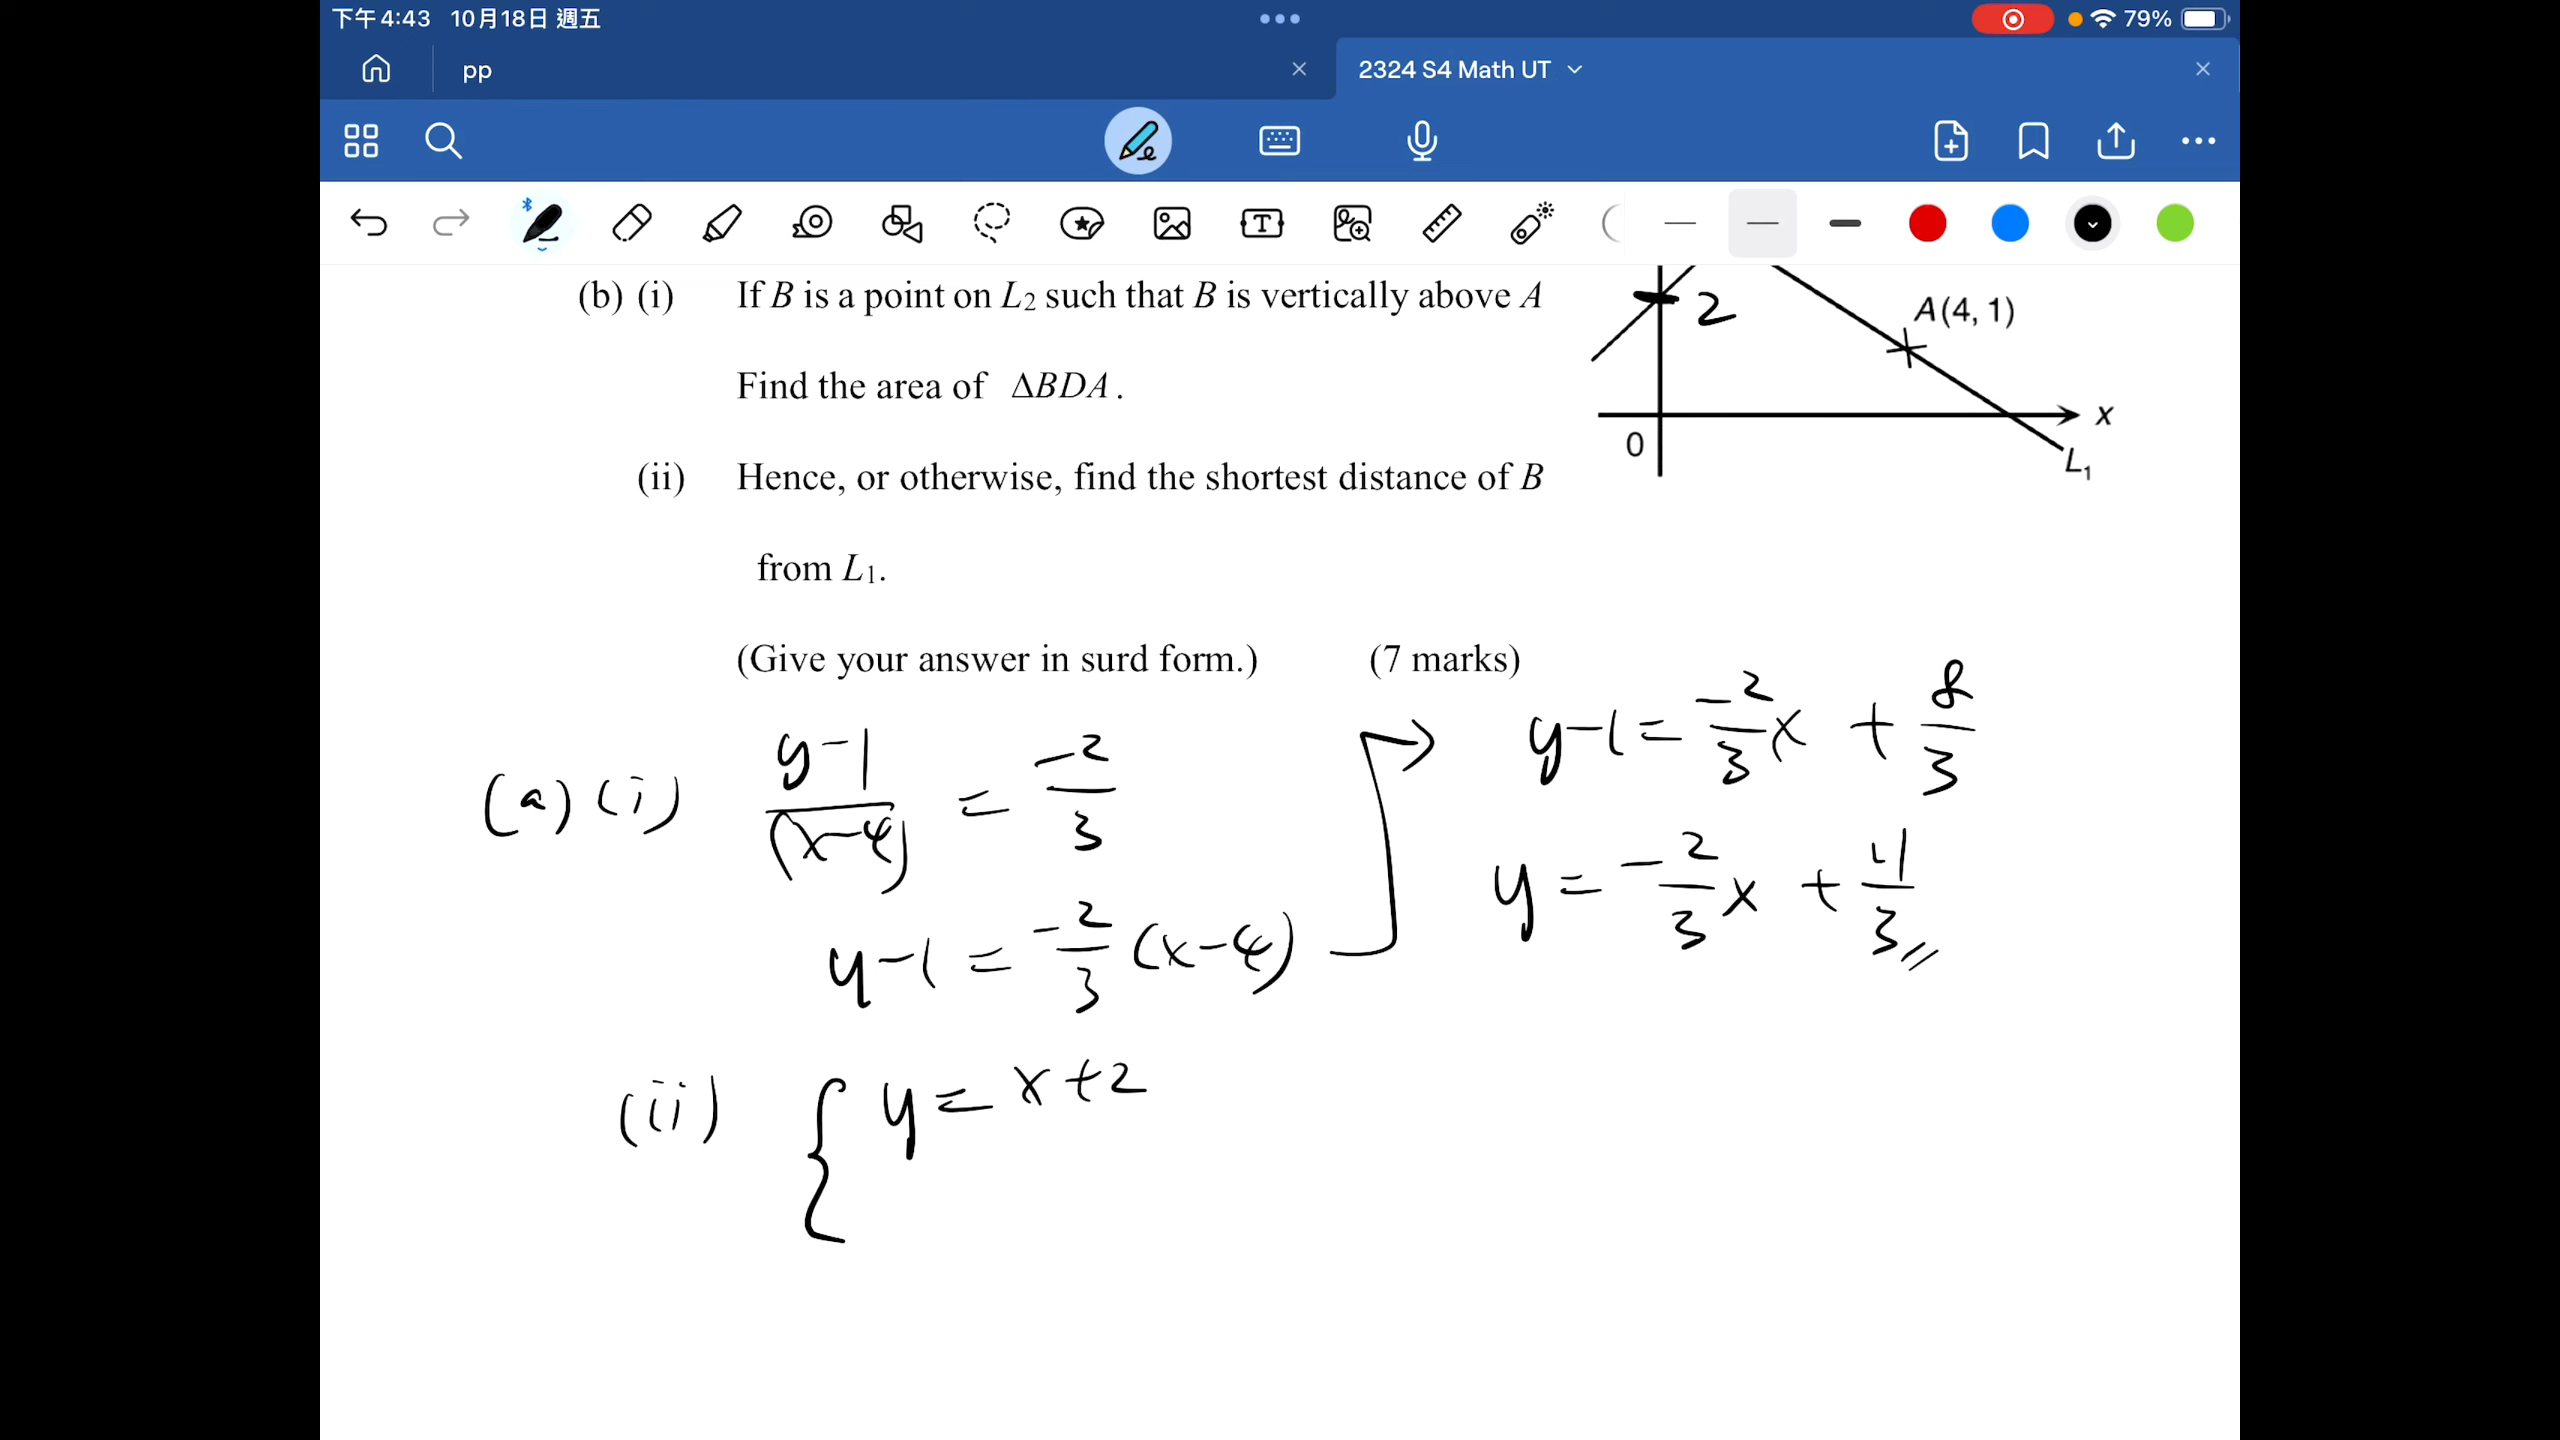 下午4:43 10月18日 週五 79%
pp 2324 S4 Math UT
(b) (i) If B is a point on L₂ such that B is vertically above A
2
A(4, 1)
Find the area of ΔBDA.
x
0
L₁
(ii) Hence, or otherwise, find the shortest distance of B
from L₁.
(Give your answer in surd form.) (7 marks)
(a) (i) (y-1)/(x-4) = -2/3
y-1 = -2/3 (x-4)
y-1 = -2/3 x + 8/3
y = -2/3 x + 11/3
(ii) { y = x+2